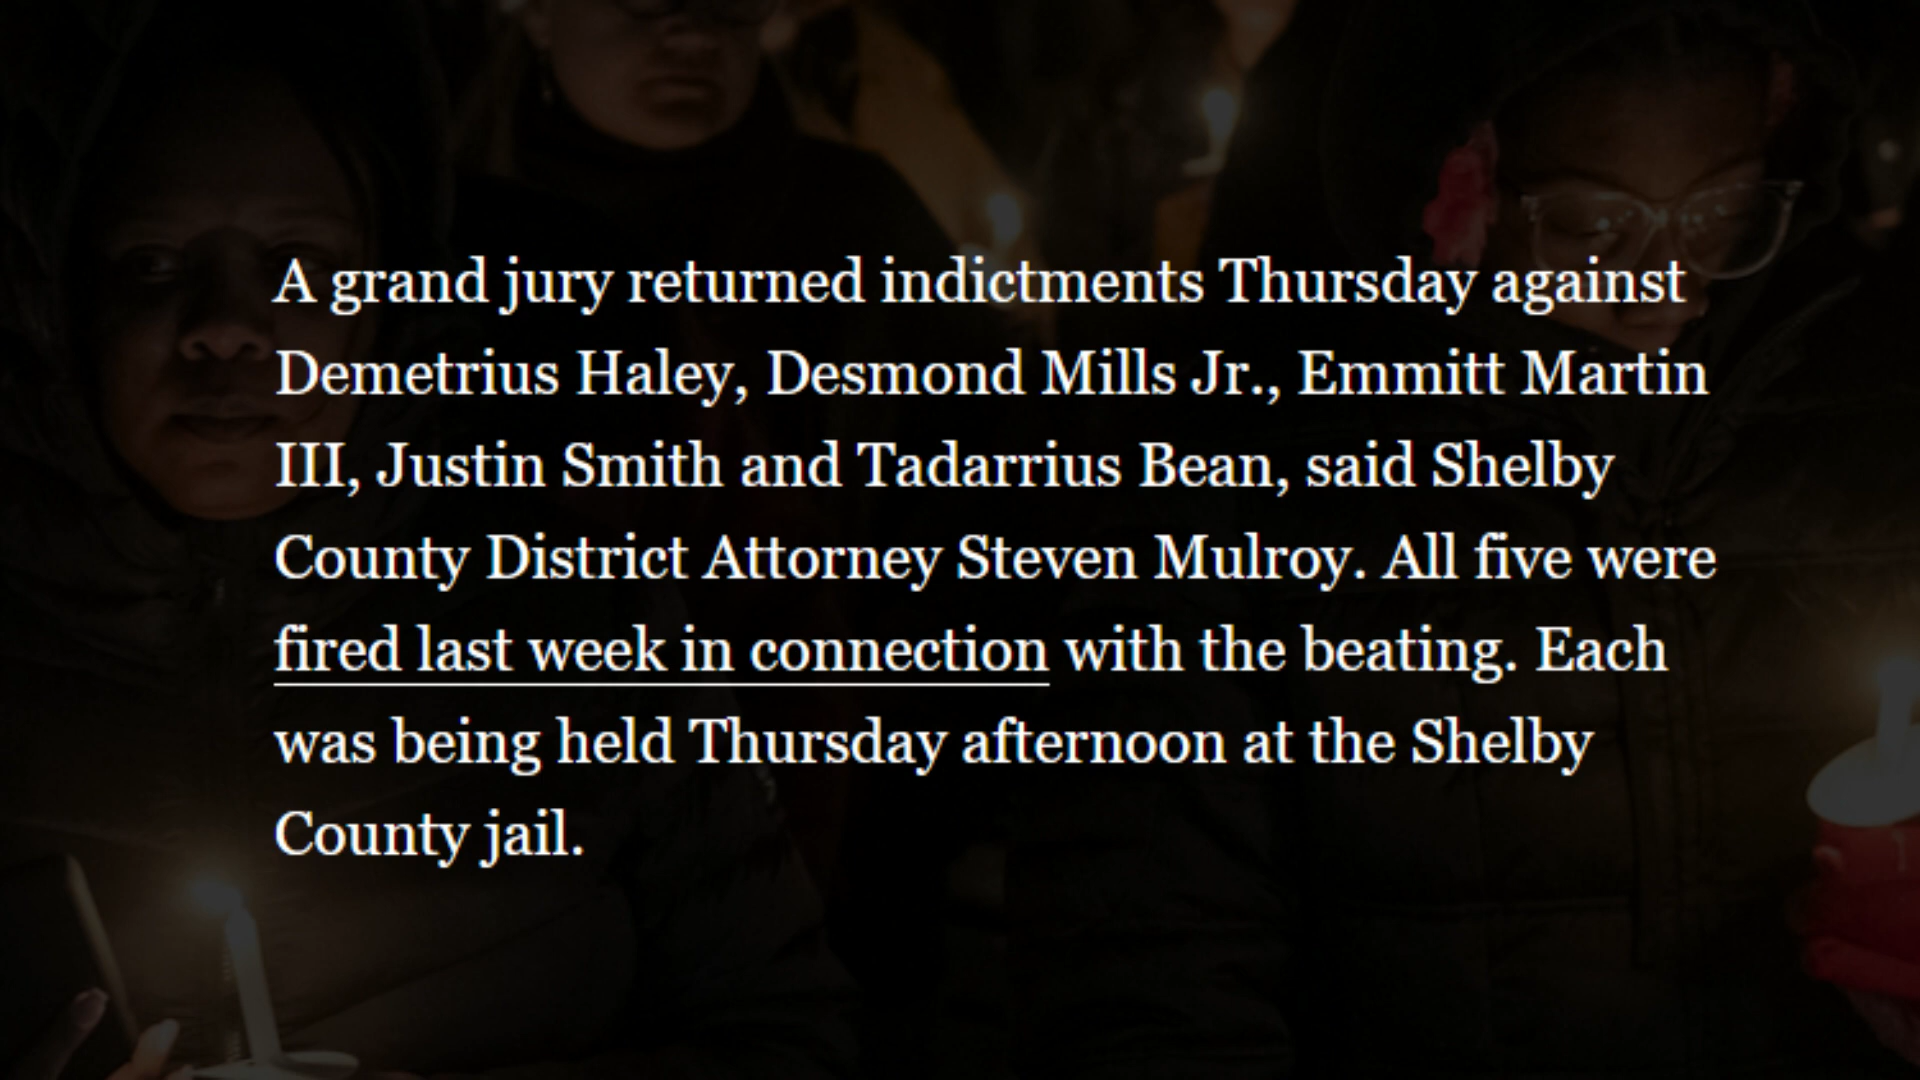 A grand jury returned indictments Thursday against
Demetrius Haley, Desmond Mills Jr., Emmitt Martin
III, Justin Smith and Tadarrius Bean, said Shelby
County District Attorney Steven Mulroy. All five were
fired last week in connection with the beating. Each
was being held Thursday afternoon at the Shelby
County jail.